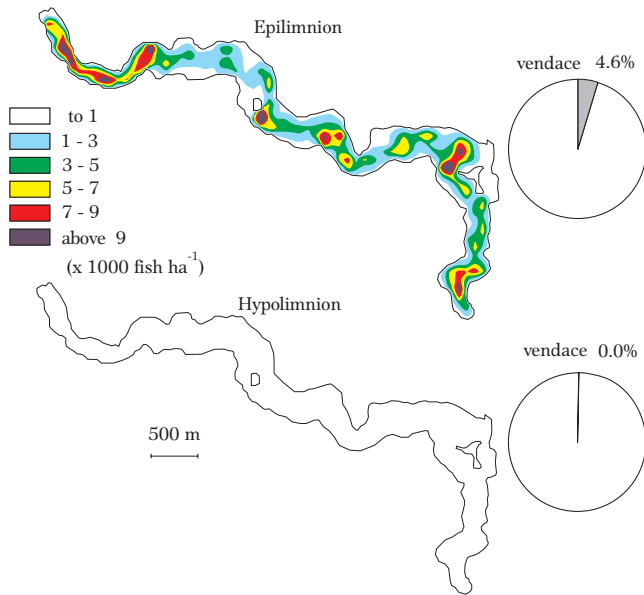 Epilimnion
vendace 4.6%
to 1
1 - 3
3 - 5
5 - 7
7 - 9
above 9
(x 1000 fish ha⁻¹)
Hypolimnion
vendace 0.0%
500 m